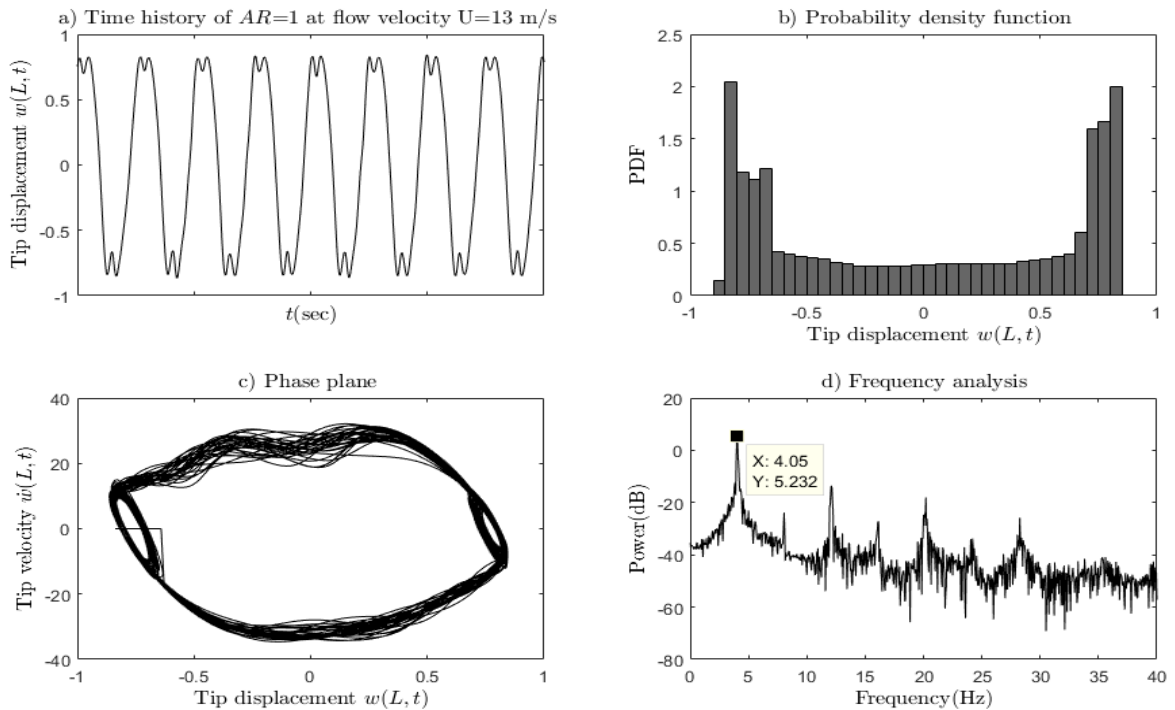 a) Time history of AR=1 at flow velocity U=13 m/s
Tip displacement w(L, t)
1
0.5
0
-0.5
-1
t(sec)
b) Probability density function
PDF
2.5
2
1.5
1
0.5
0
-1
-0.5
0
0.5
1
Tip displacement w(L, t)
c) Phase plane
Tip velocity ẇ(L, t)
40
20
0
-20
-40
-1
-0.5
0
0.5
1
Tip displacement w(L, t)
d) Frequency analysis
Power(dB)
20
0
-20
-40
-60
-80
X: 4.05
Y: 5.232
0
5
10
15
20
25
30
35
40
Frequency(Hz)